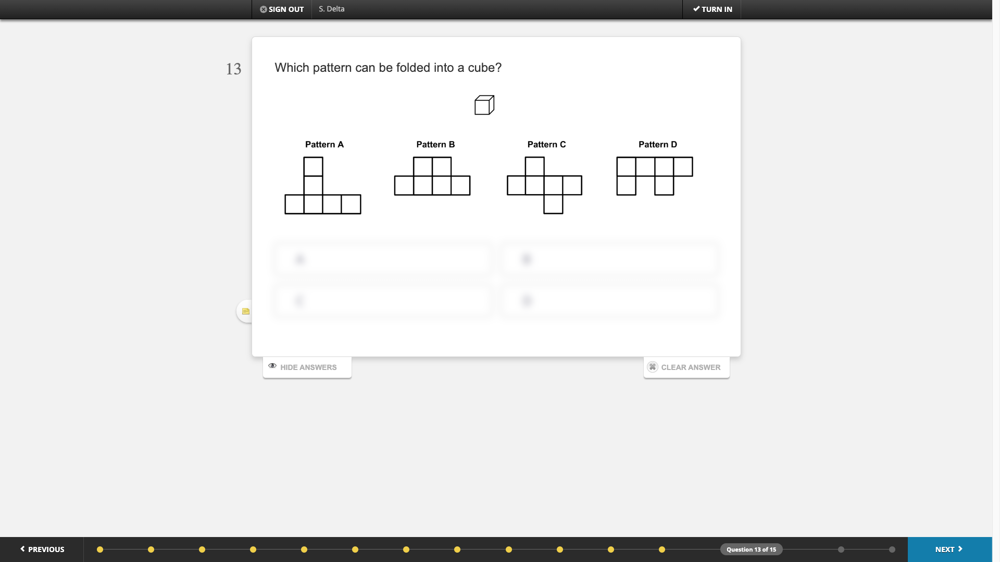 SIGN OUT S. Delta TURN IN
13 Which pattern can be folded into a cube?
Pattern A Pattern B Pattern C Pattern D
A B
C D
HIDE ANSWERS CLEAR ANSWER
PREVIOUS Question 13 of 15 NEXT